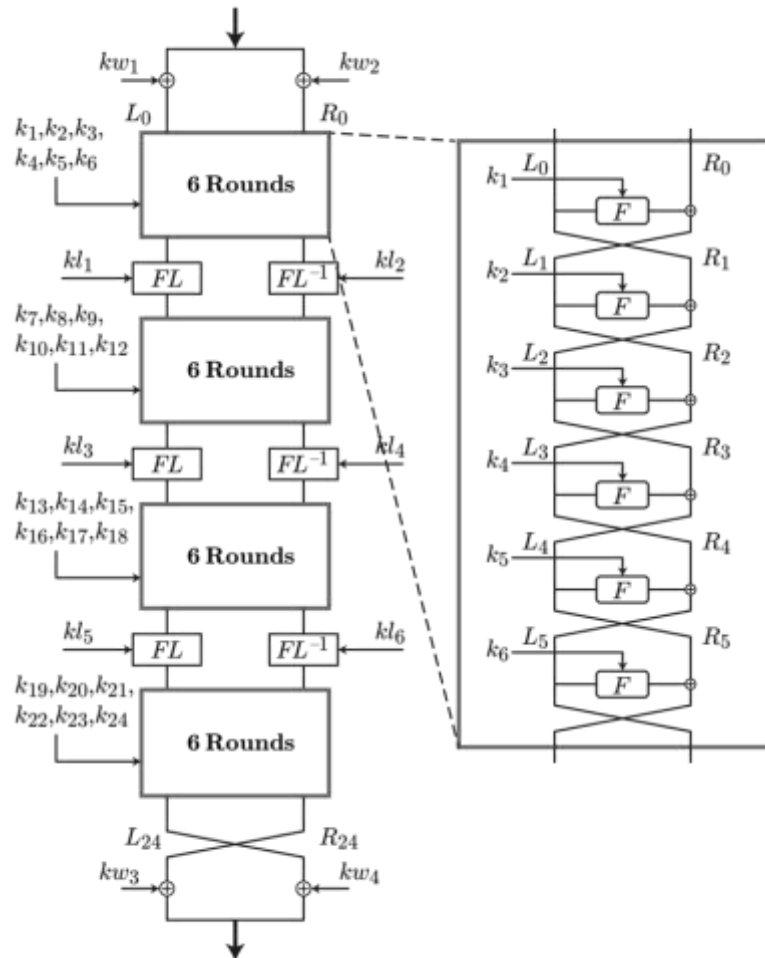 kw₁ kw₂
L₀ R₀
k₁,k₂,k₃,
k₄,k₅,k₆
6 Rounds
kl₁ FL FL⁻¹ kl₂
k₇,k₈,k₉,
k₁₀,k₁₁,k₁₂
6 Rounds
kl₃ FL FL⁻¹ kl₄
k₁₃,k₁₄,k₁₅,
k₁₆,k₁₇,k₁₈
6 Rounds
kl₅ FL FL⁻¹ kl₆
k₁₉,k₂₀,k₂₁,
k₂₂,k₂₃,k₂₄
6 Rounds
L₂₄ R₂₄
kw₃ kw₄
L₀ R₀
k₁
F
L₁ R₁
k₂
F
L₂ R₂
k₃
F
L₃ R₃
k₄
F
L₄ R₄
k₅
F
L₅ R₅
k₆
F